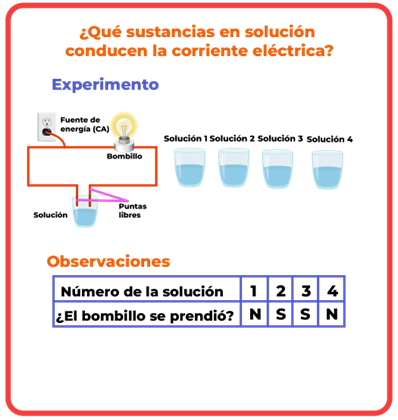 ¿Qué sustancias en solución
conducen la corriente eléctrica?
Experimento
Fuente de
energía (CA)
Bombillo
Solución 1 Solución 2 Solución 3 Solución 4
Solución
Puntas
libres
Observaciones
Número de la solución 1 2 3 4
¿El bombillo se prendió? N S S N